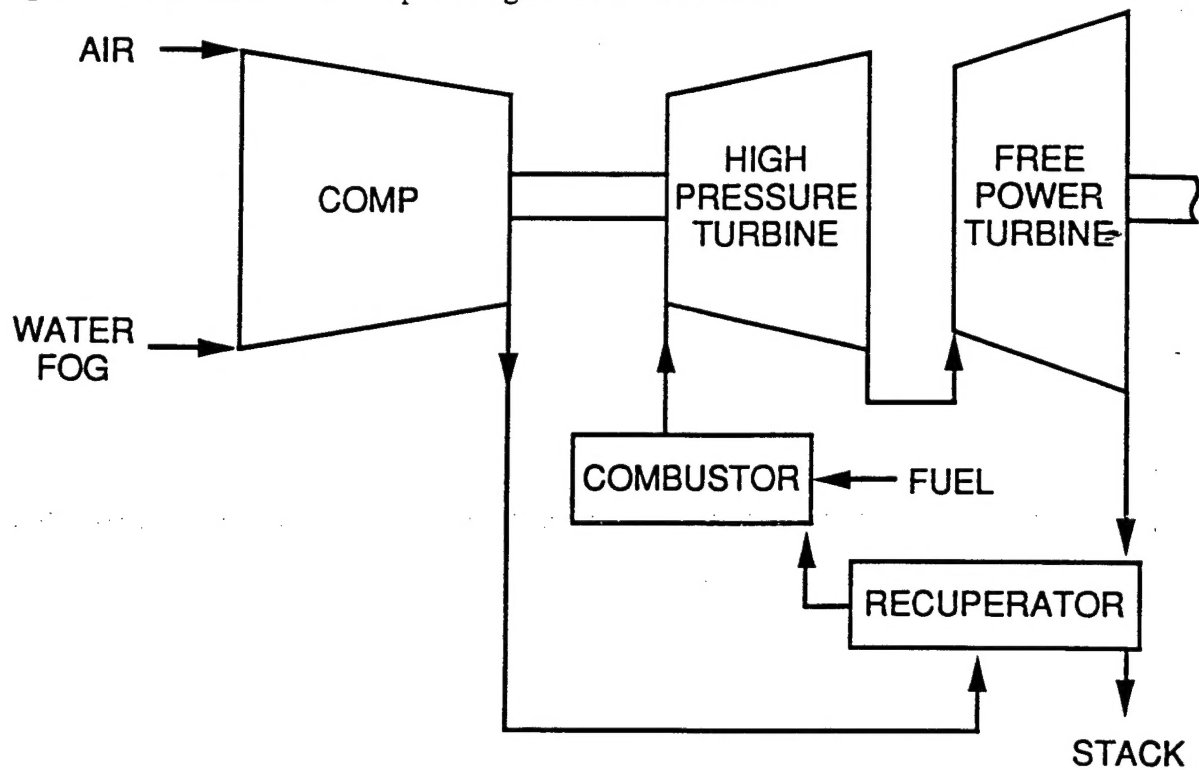 AIR
COMP
HIGH
PRESSURE
TURBINE
FREE
POWER
TURBINE
WATER
FOG
COMBUSTOR
FUEL
RECUPERATOR
STACK